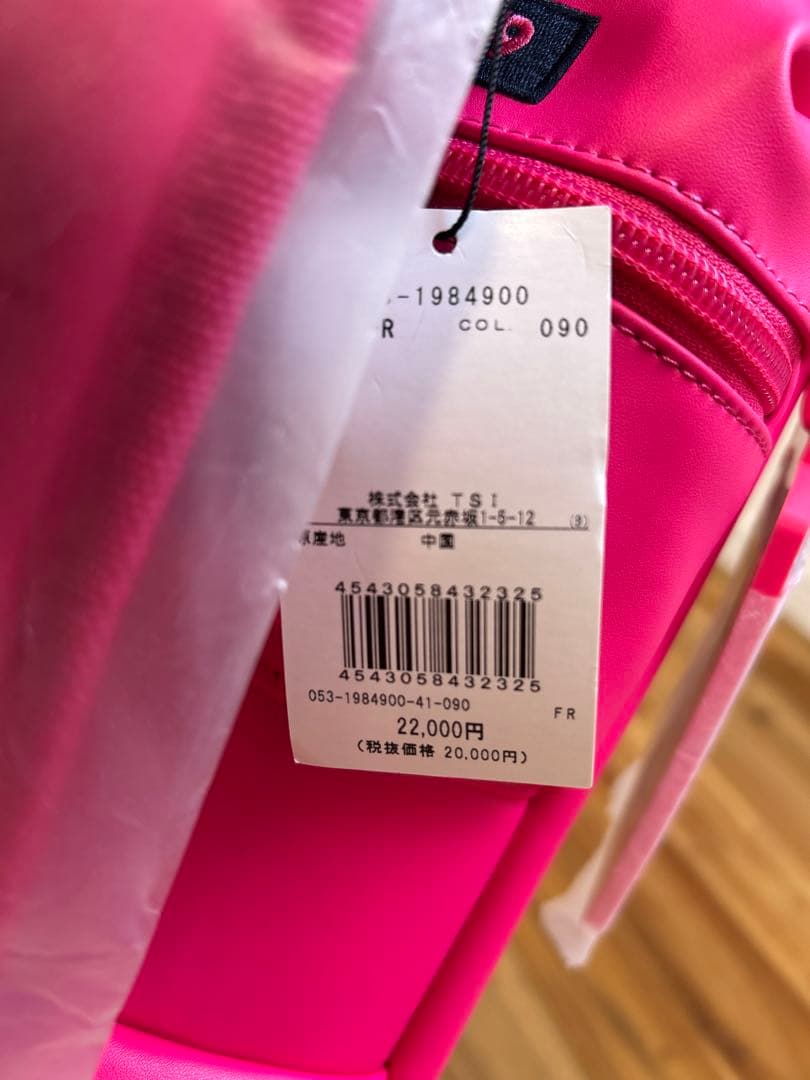 -1984900
R COL. 090
株式会社 TSI
東京都港区元赤坂1-5-12 (9)
産地 中国
4543058432325
4543058432325
053-1984900-41-090
FR
22,000円
(税抜価格 20,000円)